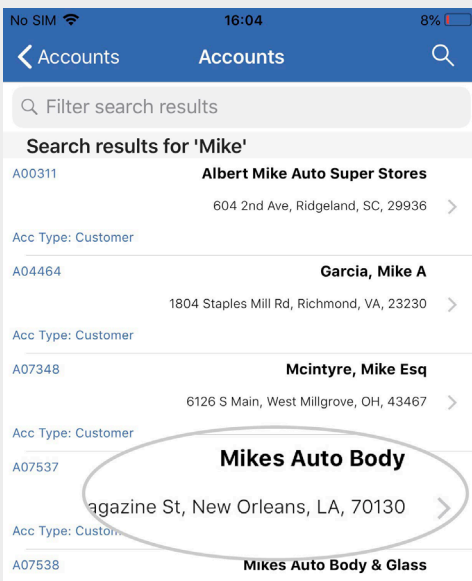 No SIM 16:04 8%
Accounts Accounts
Filter search results
Search results for 'Mike'
A00311 Albert Mike Auto Super Stores
604 2nd Ave, Ridgeland, SC, 29936
Acc Type: Customer
A04464 Garcia, Mike A
1804 Staples Mill Rd, Richmond, VA, 23230
Acc Type: Customer
A07348 Mcintyre, Mike Esq
6126 S Main, West Millgrove, OH, 43467
Acc Type: Customer
A07537 Mikes Auto Body
agazine St, New Orleans, LA, 70130
Acc Type: Custom
A07538 Mikes Auto Body & Glass